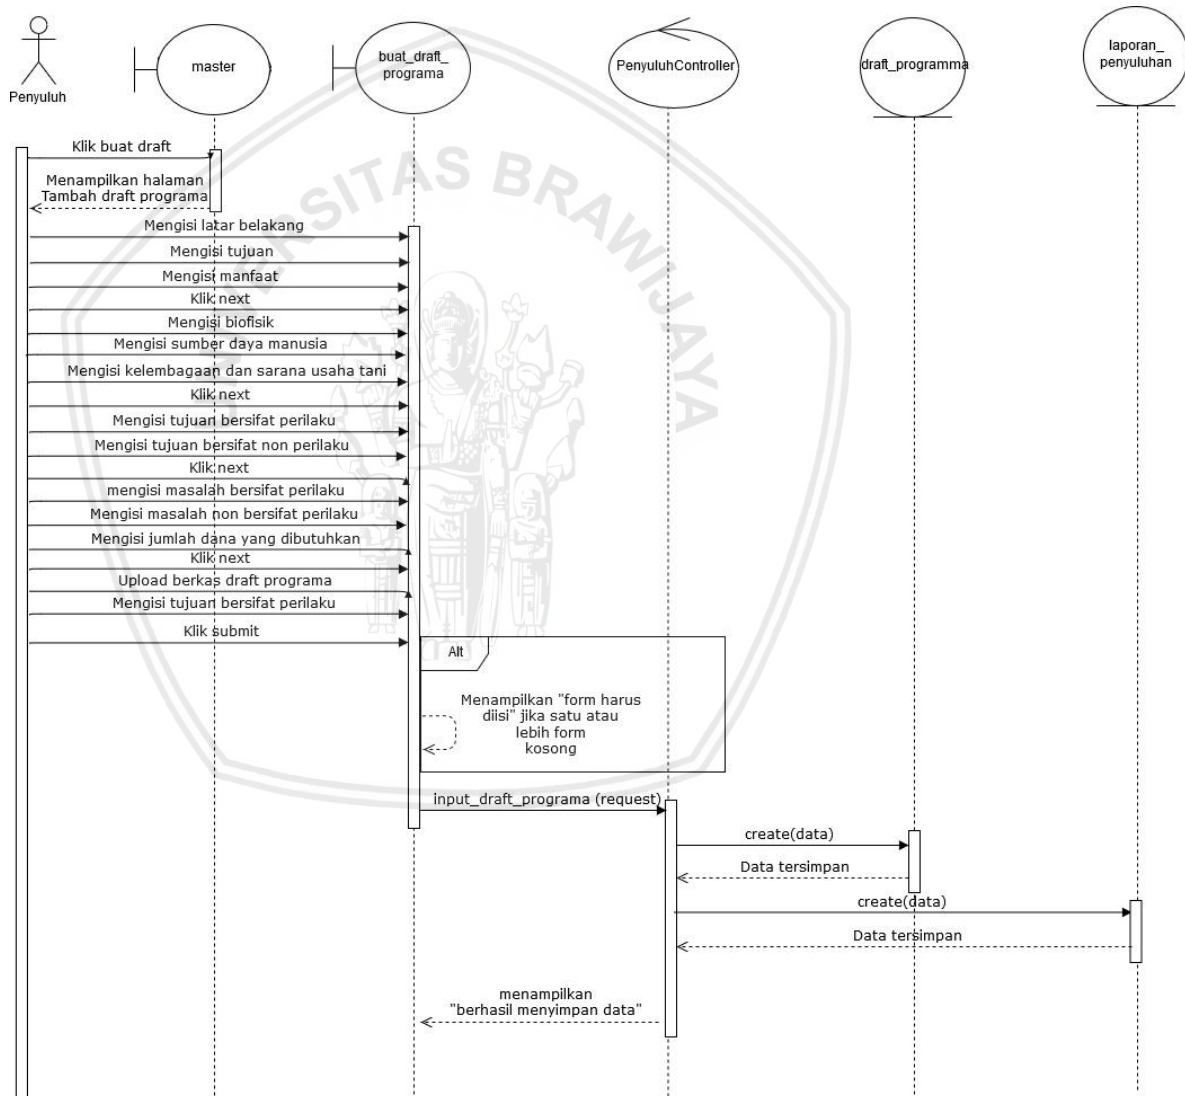 Penyuluh
master
buat_draft_
programa
PenyuluhController
draft_programma
laporan_
penyuluhan
UNIVERSITAS BRAWIJAYA
Klik buat draft
Menampilkan halaman
Tambah draft programa
Mengisi latar belakang
Mengisi tujuan
Mengisi manfaat
Klik next
Mengisi biofisik
Mengisi sumber daya manusia
Mengisi kelembagaan dan sarana usaha tani
Klik next
Mengisi tujuan bersifat perilaku
Mengisi tujuan bersifat non perilaku
Klik next
mengisi masalah bersifat perilaku
Mengisi masalah non bersifat perilaku
Mengisi jumlah dana yang dibutuhkan
Klik next
Upload berkas draft programa
Mengisi tujuan bersifat perilaku
Klik submit
Alt
Menampilkan "form harus
diisi" jika satu atau
lebih form
kosong
input_draft_programa (request)
create(data)
Data tersimpan
create(data)
Data tersimpan
menampilkan
"berhasil menyimpan data"